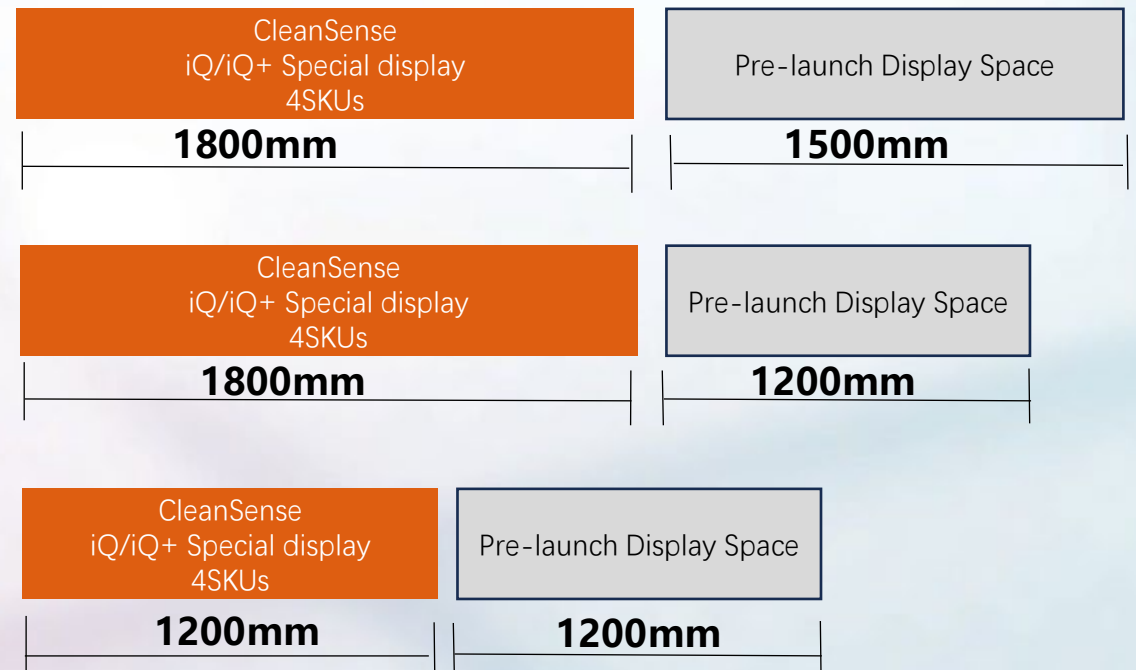 CleanSense
iQ/iQ+ Special display
4SKUs
Pre-launch Display Space
1800mm
1500mm
CleanSense
iQ/iQ+ Special display
4SKUs
Pre-launch Display Space
1800mm
1200mm
CleanSense
iQ/iQ+ Special display
4SKUs
Pre-launch Display Space
1200mm
1200mm